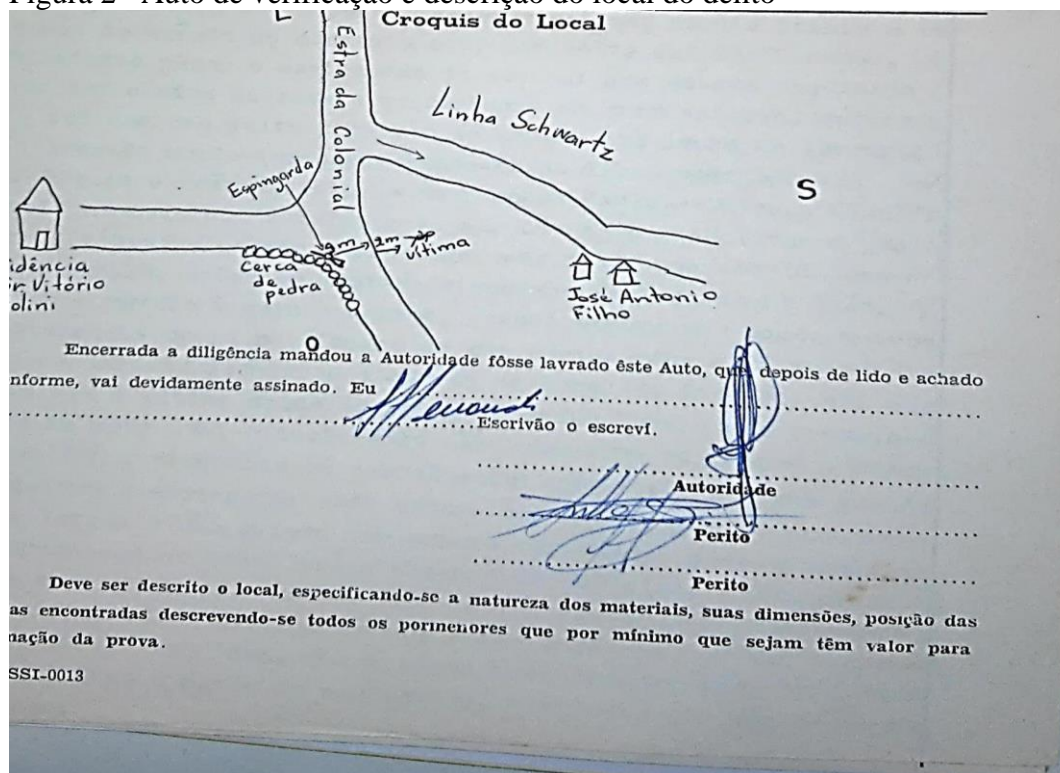 Figura 2 - Auto de verificação e descrição do local do delito
L
Croquis do Local
Estrada Colonial
Linha Schwartz
Espingarda
S
9m
2m
vítima
Cerca
de
pedra
idência
r Vitório
olini
José Antonio
Filho
O
Encerrada a diligência mandou a Autoridade fôsse lavrado êste Auto, que depois de lido e achado
nforme, vai devidamente assinado. Eu
Escrivão o escreví.
Autoridade
Perito
Perito
Deve ser descrito o local, especificando-se a natureza dos materiais, suas dimensões, posição das
as encontradas descrevendo-se todos os pormenores que por mínimo que sejam têm valor para
nação da prova.
SSI-0013